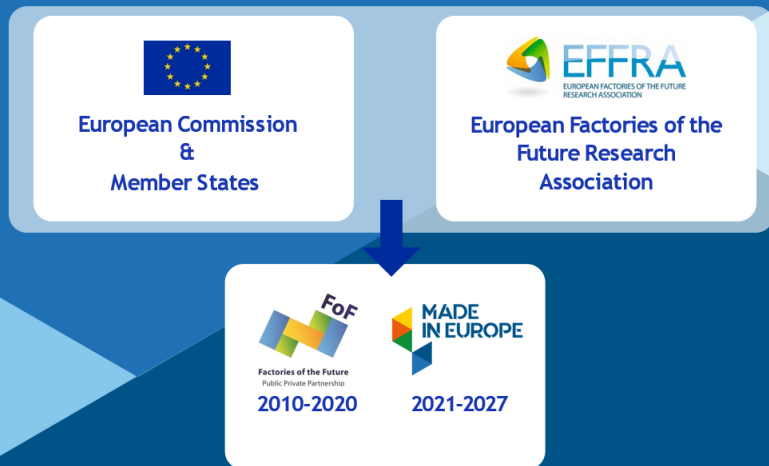 European Commission
&
Member States
EFFRA
EUROPEAN FACTORIES OF THE FUTURE
RESEARCH ASSOCIATION
European Factories of the
Future Research
Association
FoF
Factories of the Future
Public Private Partnership
2010-2020
MADE
IN EUROPE
2021-2027